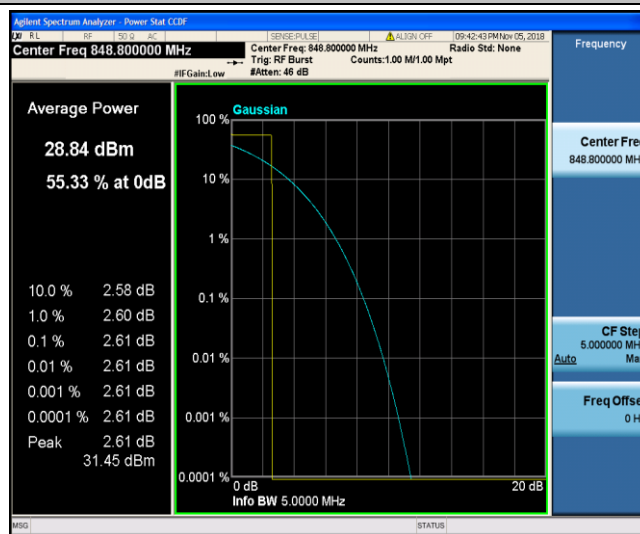 Agilent Spectrum Analyzer - Power Stat CCDF
RL RF 50 Ω AC SENSE:PULSE ALIGN OFF 09:42:43 PM Nov 05, 2018
Center Freq 848.800000 MHz
Center Freq: 848.800000 MHz Radio Std: None
Trig: RF Burst Counts:1.00 M/1.00 Mpt
#IFGain:Low #Atten: 46 dB
Frequency
Average Power
28.84 dBm
55.33 % at 0dB
10.0 % 2.58 dB
1.0 % 2.60 dB
0.1 % 2.61 dB
0.01 % 2.61 dB
0.001 % 2.61 dB
0.0001 % 2.61 dB
Peak 2.61 dB
31.45 dBm
Gaussian
100 %
10 %
1 %
0.1 %
0.01 %
0.001 %
0.0001 %
0 dB 20 dB
Info BW 5.0000 MHz
Center Fre
848.800000 MH
CF Step
5.000000 MH
Auto Ma
Freq Offse
0 H
MSG STATUS